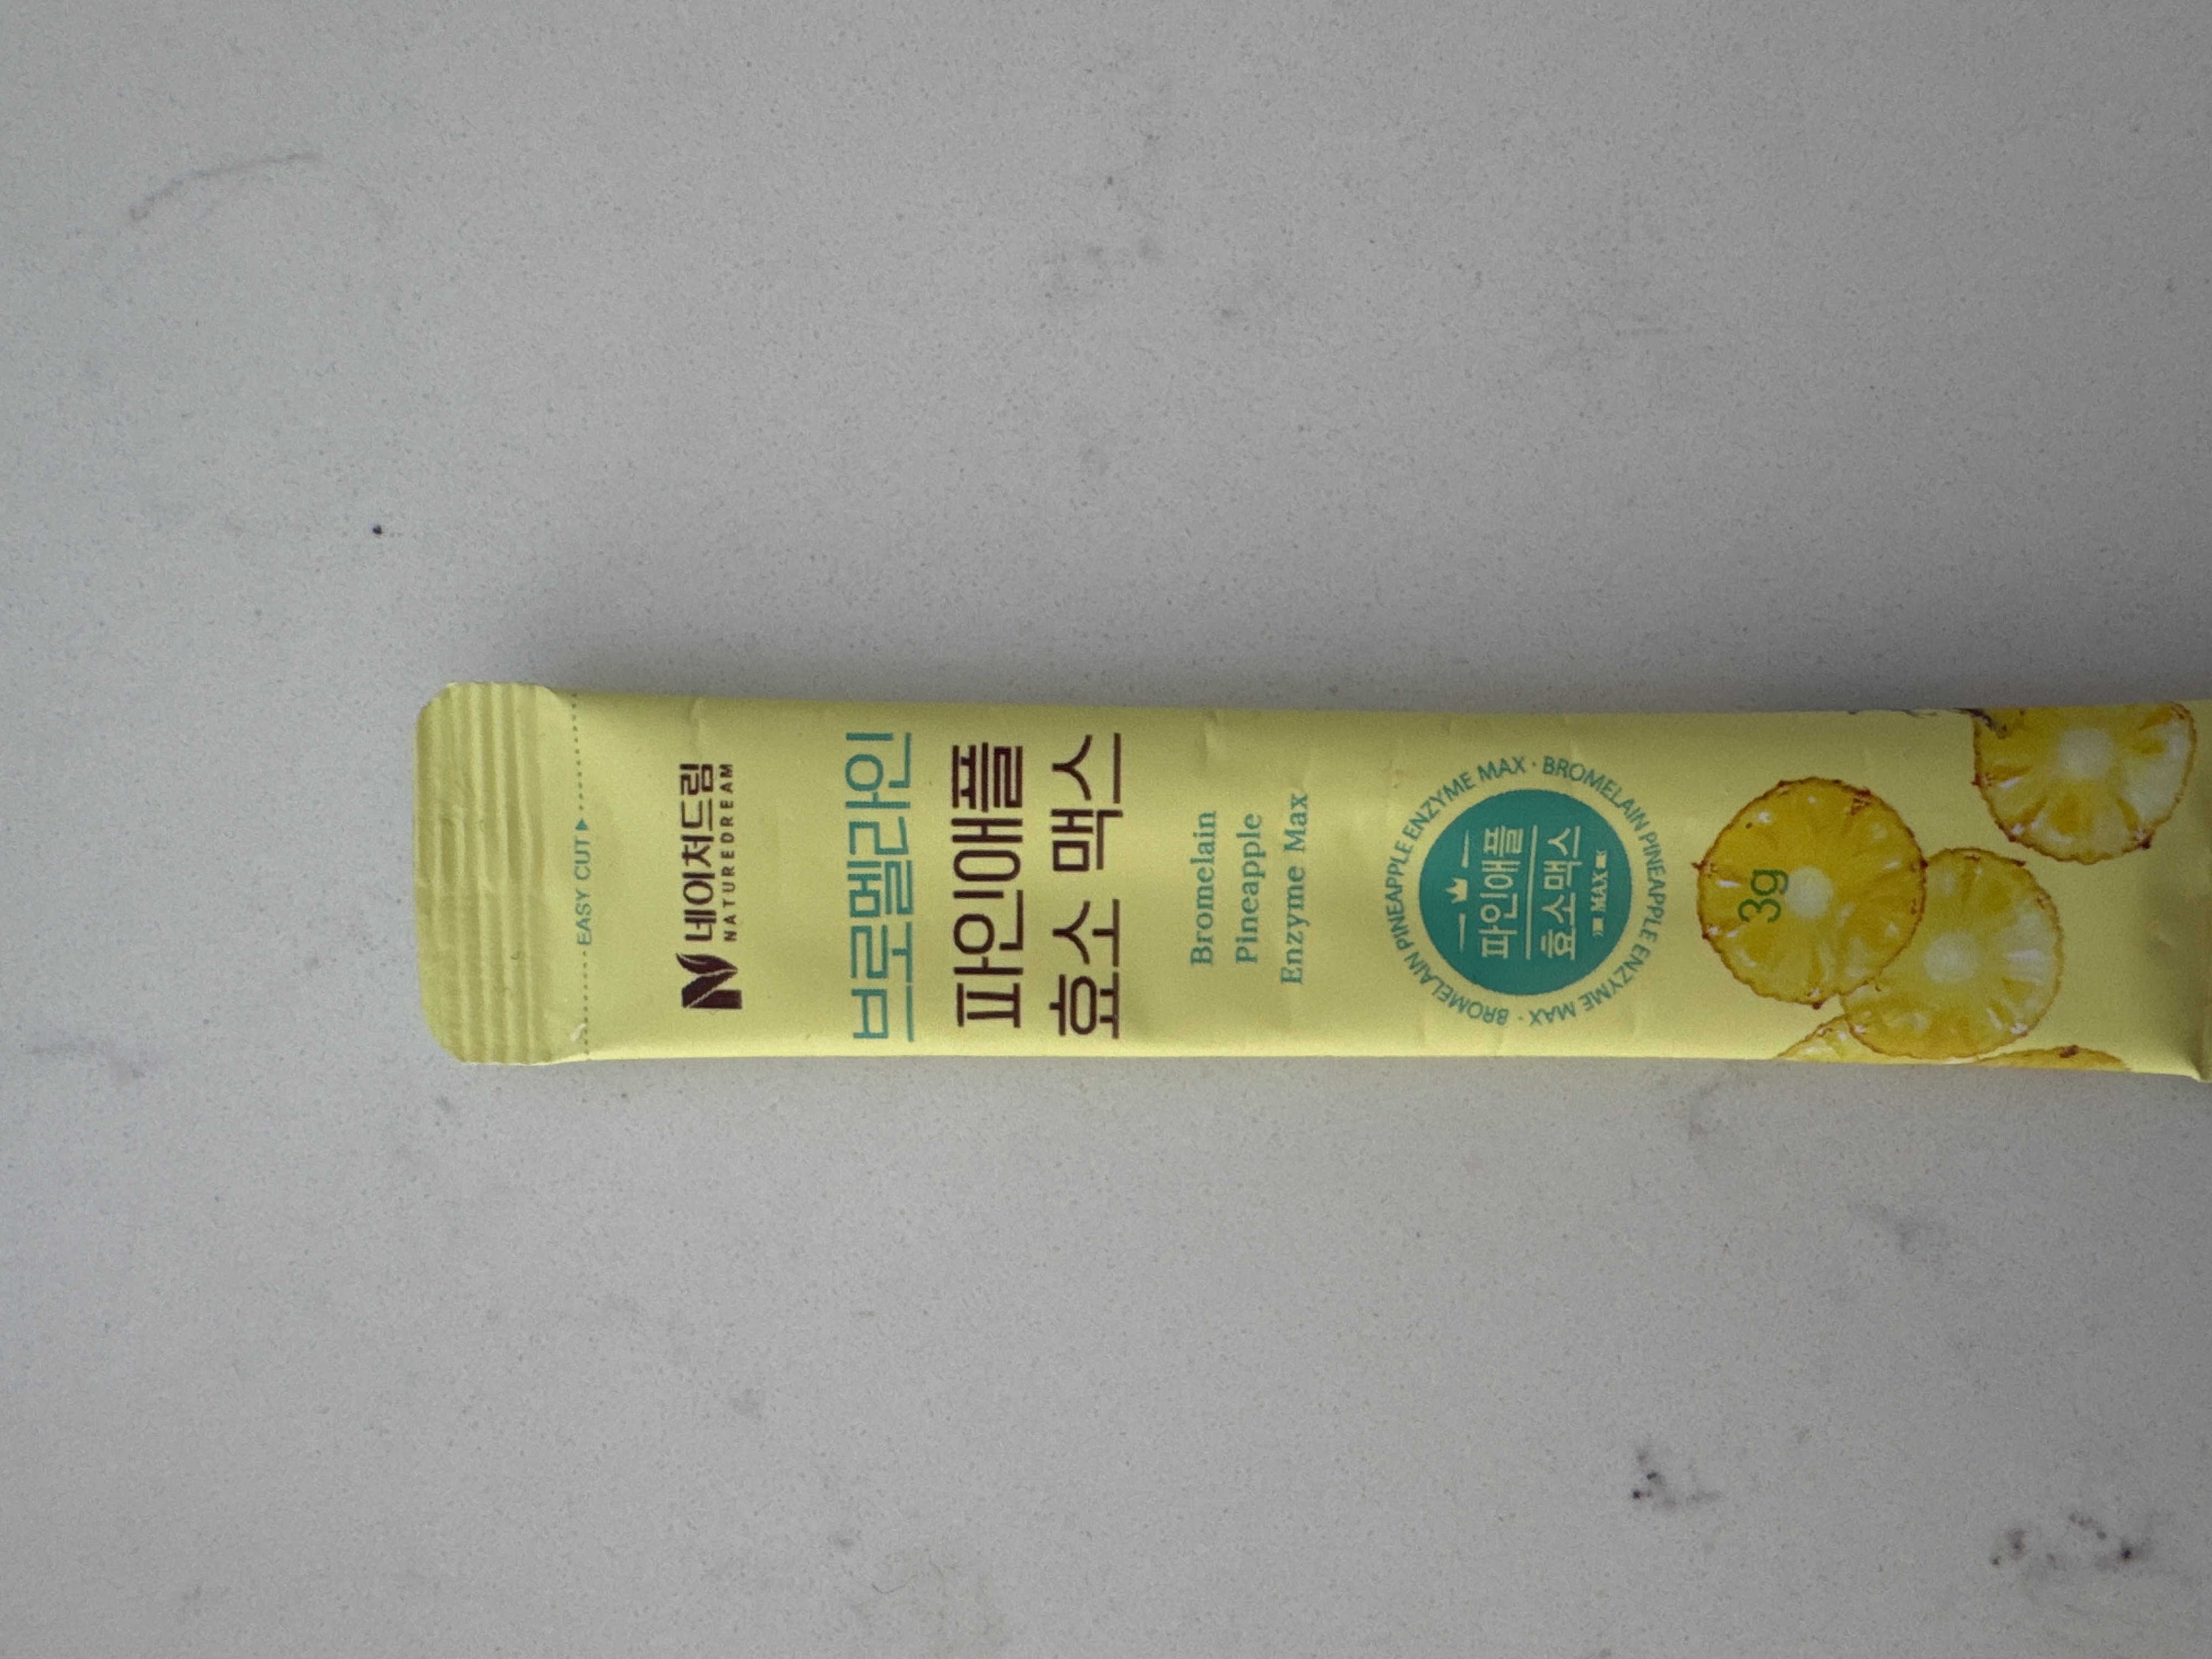 EASY CUT▶
네이처드림
NATUREDREAM
브로멜라인
파인애플
효소 맥스
Bromelain
Pineapple
Enzyme Max
BROMELAIN PINEAPPLE ENZYME MAX · BROMELAIN PINEAPPLE ENZYME MAX ·
파인애플
효소맥스
MAX
3g